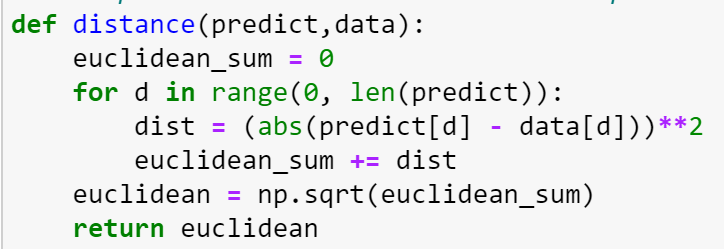 def distance(predict,data):
    euclidean_sum = 0
    for d in range(0, len(predict)):
        dist = (abs(predict[d] - data[d]))**2
        euclidean_sum += dist
    euclidean = np.sqrt(euclidean_sum)
    return euclidean